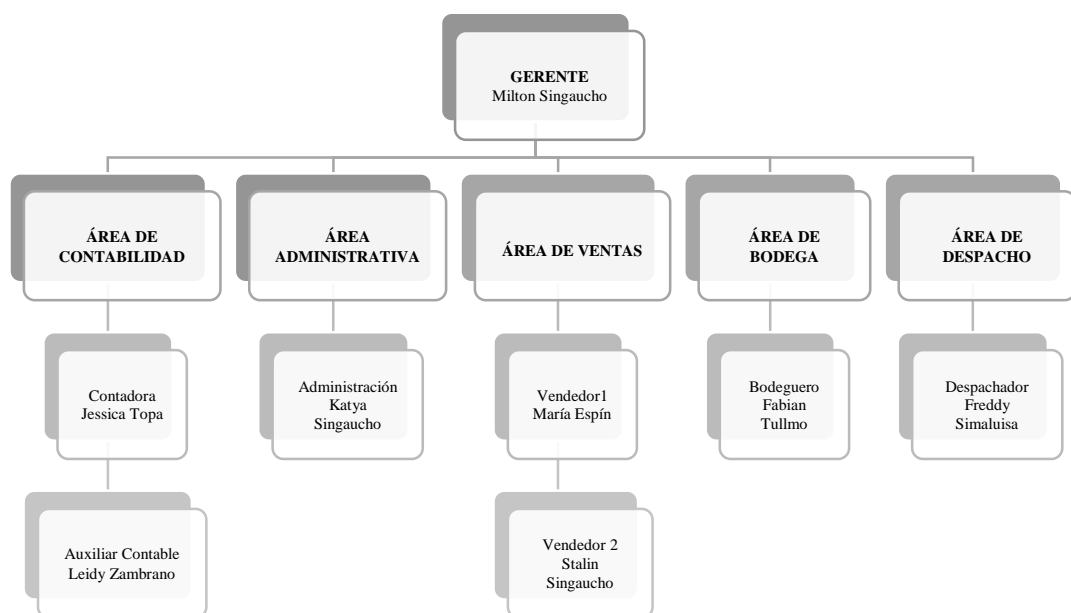 GERENTE
Milton Singaucho
ÁREA DE
CONTABILIDAD
ÁREA
ADMINISTRATIVA
ÁREA DE VENTAS
ÁREA DE
BODEGA
ÁREA DE
DESPACHO
Contadora
Jessica Topa
Administración
Katya
Singaucho
Vendedor1
María Espín
Bodeguero
Fabian
Tullmo
Despachador
Freddy
Simaluisa
Auxiliar Contable
Leidy Zambrano
Vendedor 2
Stalin
Singaucho